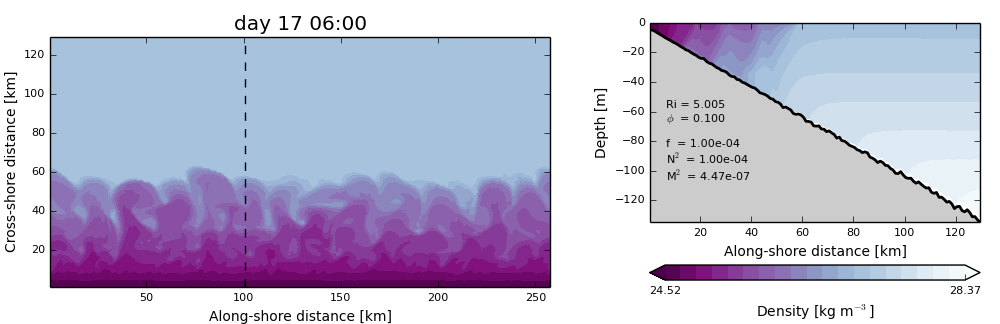 day 17 06:00
120
100
80
60
40
20
Cross-shore distance [km]
50
100
150
200
250
Along-shore distance [km]
0
−20
−40
−60
−80
−100
−120
Depth [m]
Ri = 5.005
ϕ = 0.100
f = 1.00e-04
N² = 1.00e-04
M² = 4.47e-07
20
40
60
80
100
120
Along-shore distance [km]
24.52
28.37
Density [kg m⁻³]